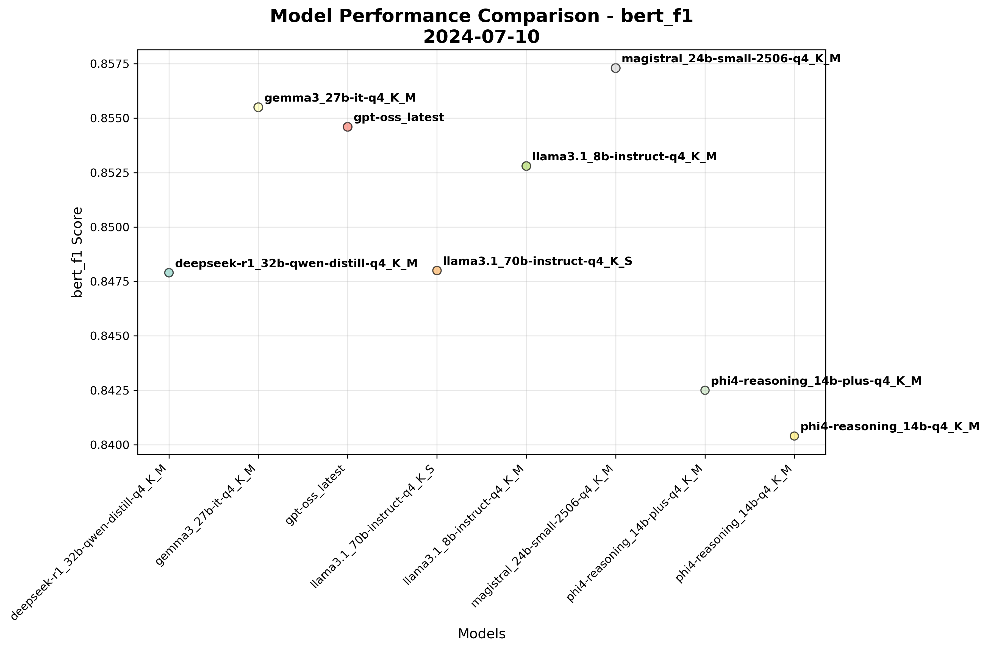 Model Performance Comparison - bert_f1
2024-07-10
bert_f1 Score
0.8575
0.8550
0.8525
0.8500
0.8475
0.8450
0.8425
0.8400
magistral_24b-small-2506-q4_K_M
gemma3_27b-it-q4_K_M
gpt-oss_latest
llama3.1_8b-instruct-q4_K_M
deepseek-r1_32b-qwen-distill-q4_K_M
llama3.1_70b-instruct-q4_K_S
phi4-reasoning_14b-plus-q4_K_M
phi4-reasoning_14b-q4_K_M
deepseek-r1_32b-qwen-distill-q4_K_M
gemma3_27b-it-q4_K_M
gpt-oss_latest
llama3.1_70b-instruct-q4_K_S
llama3.1_8b-instruct-q4_K_M
magistral_24b-small-2506-q4_K_M
phi4-reasoning_14b-plus-q4_K_M
phi4-reasoning_14b-q4_K_M
Models